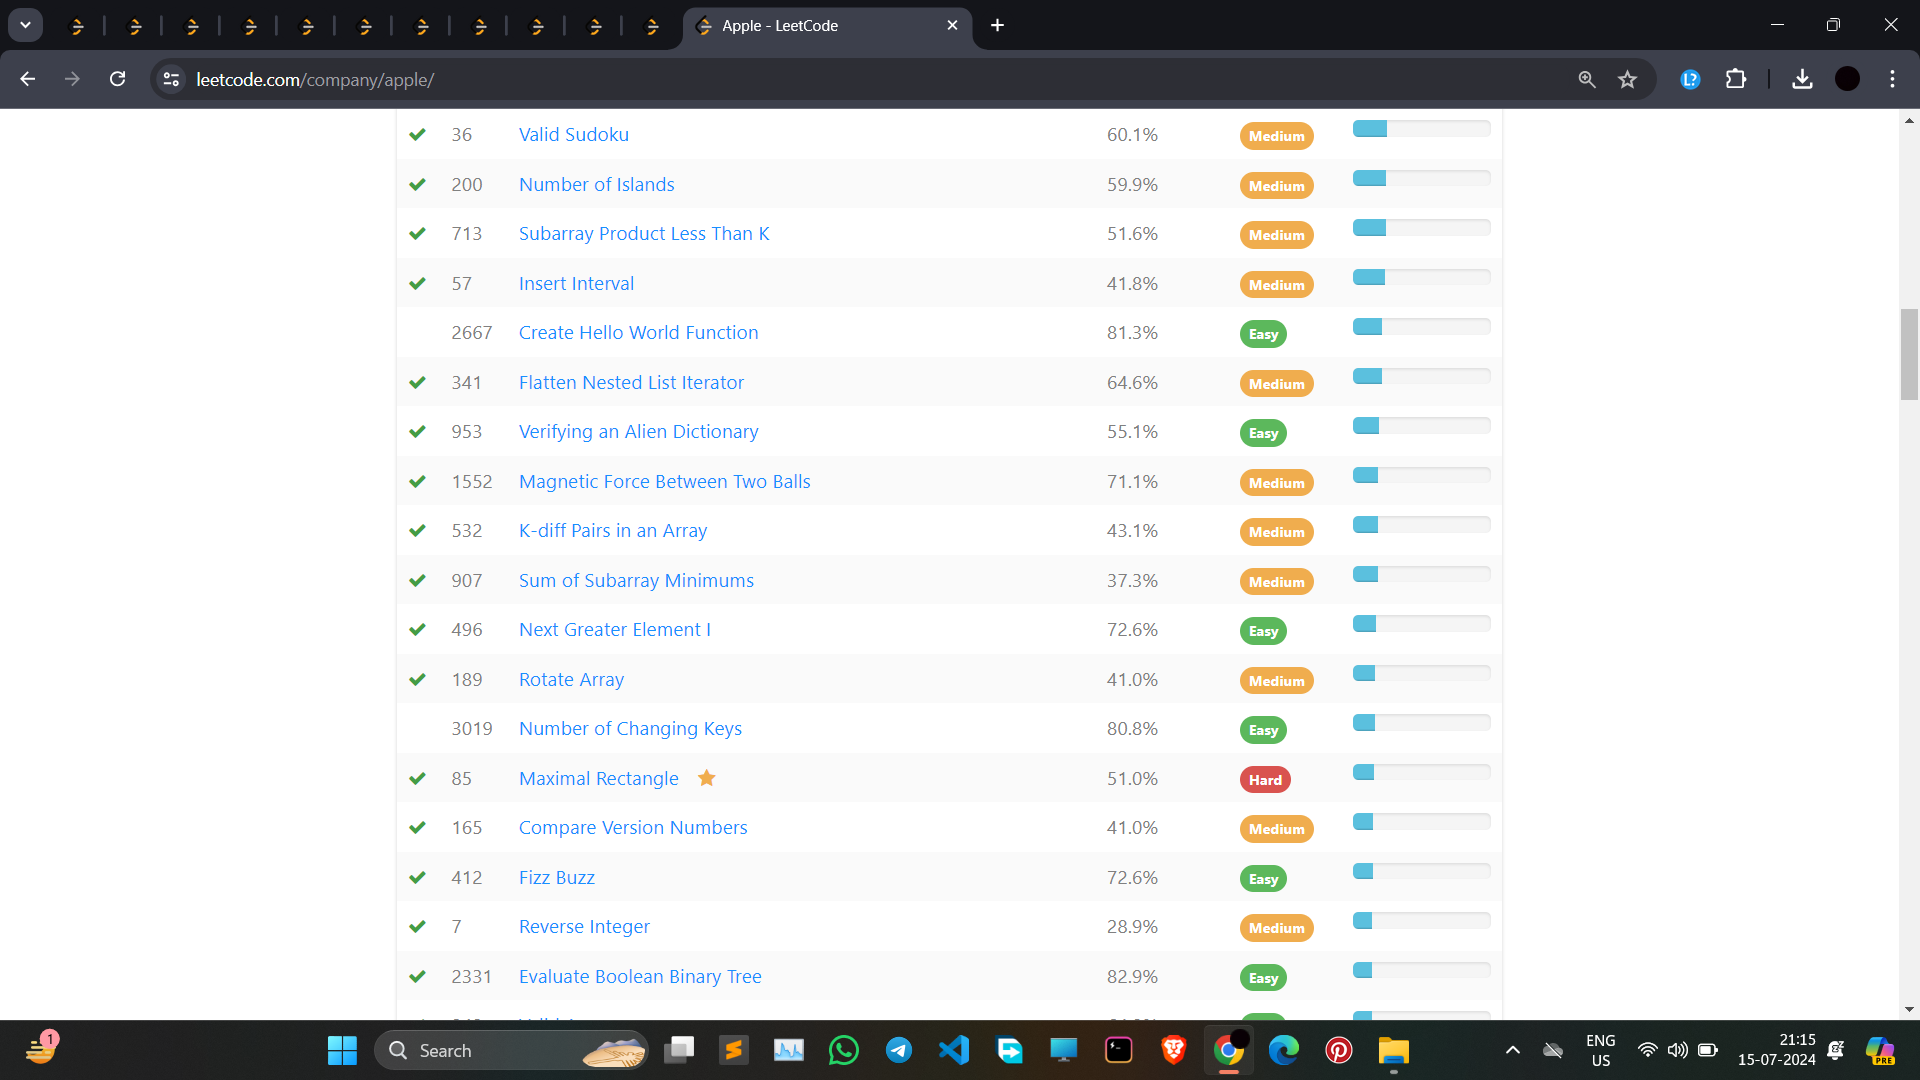 Apple - LeetCode
leetcode.com/company/apple/
L?
36 Valid Sudoku 60.1% Medium
200 Number of Islands 59.9% Medium
713 Subarray Product Less Than K 51.6% Medium
57 Insert Interval 41.8% Medium
2667 Create Hello World Function 81.3% Easy
341 Flatten Nested List Iterator 64.6% Medium
953 Verifying an Alien Dictionary 55.1% Easy
1552 Magnetic Force Between Two Balls 71.1% Medium
532 K-diff Pairs in an Array 43.1% Medium
907 Sum of Subarray Minimums 37.3% Medium
496 Next Greater Element I 72.6% Easy
189 Rotate Array 41.0% Medium
3019 Number of Changing Keys 80.8% Easy
85 Maximal Rectangle 51.0% Hard
165 Compare Version Numbers 41.0% Medium
412 Fizz Buzz 72.6% Easy
7 Reverse Integer 28.9% Medium
2331 Evaluate Boolean Binary Tree 82.9% Easy
1 Search ENG 21:15
US 15-07-2024 PRE